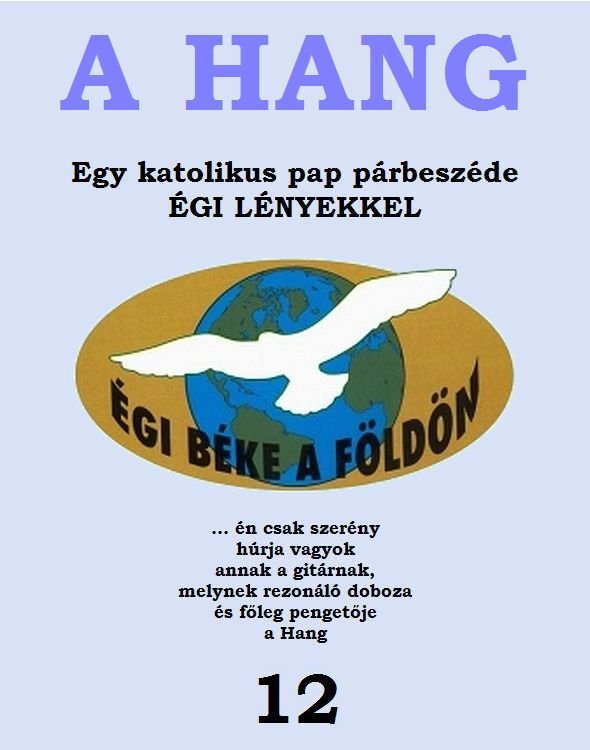 A HANG
Egy katolikus pap párbeszéde
ÉGI LÉNYEKKEL
ÉGI BÉKE A FÖLDÖN
... én csak szerény
húrja vagyok
annak a gitárnak,
melynek rezonáló doboza
és főleg pengetője
a Hang
12